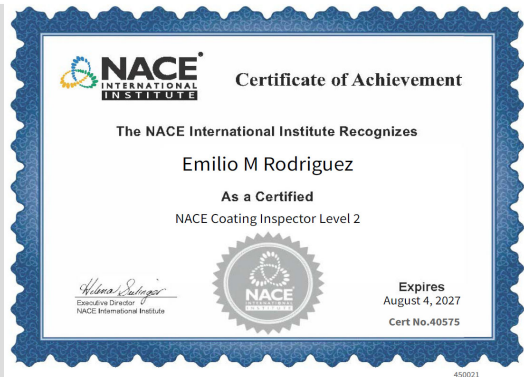 NACE
INTERNATIONAL
INSTITUTE
Certificate of Achievement
The NACE International Institute Recognizes
Emilio M Rodriguez
As a Certified
NACE Coating Inspector Level 2
Executive Director
NACE International Institute
NACE
INTERNATIONAL
INSTITUTE
Expires
August 4, 2027
Cert No.40575
450021